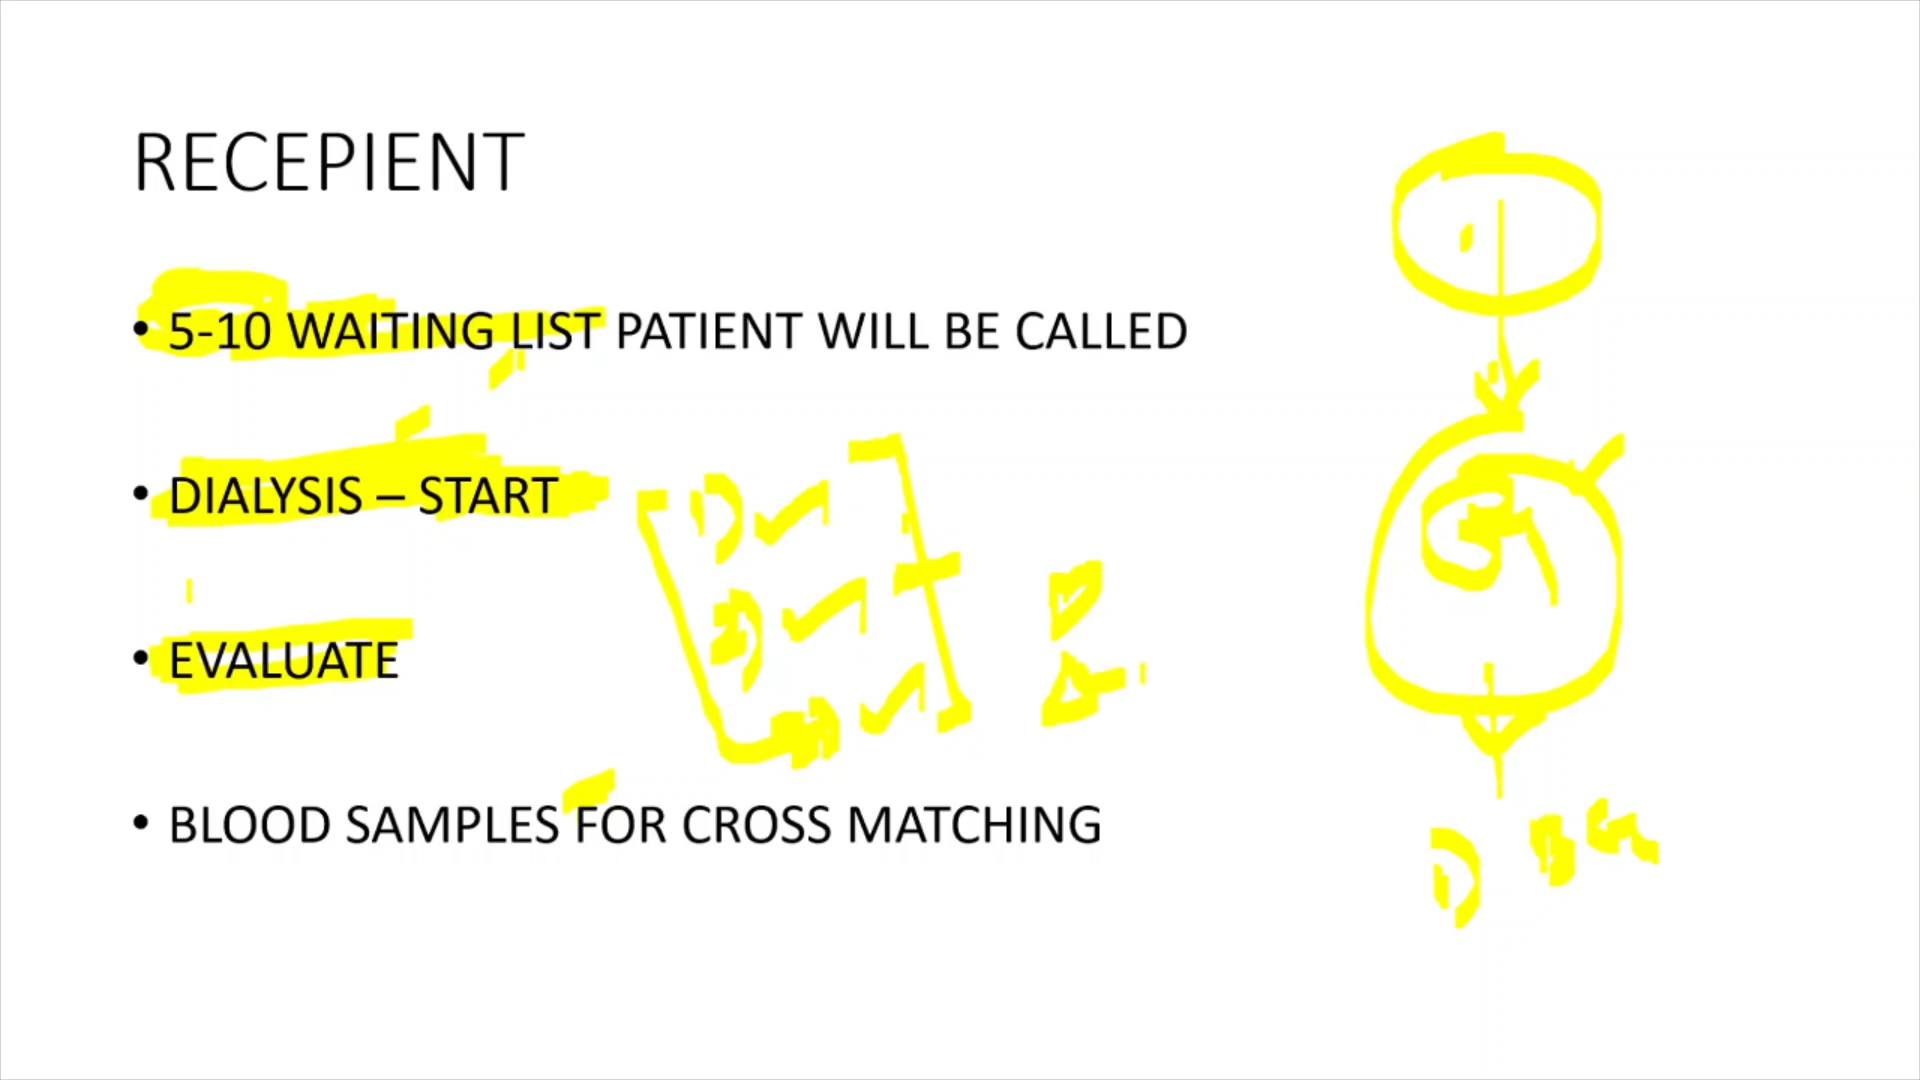 RECEPIENT
• 5-10 WAITING LIST PATIENT WILL BE CALLED
• DIALYSIS – START
• EVALUATE
• BLOOD SAMPLES FOR CROSS MATCHING